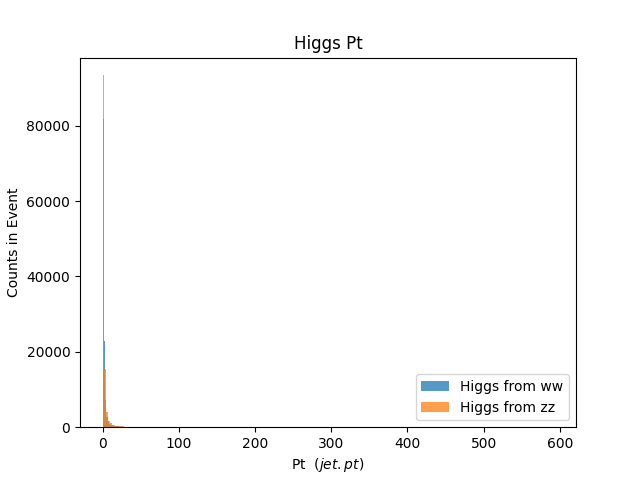 Higgs Pt
Counts in Event
80000
60000
40000
20000
0
0 100 200 300 400 500 600
Pt (jet.pt)
Higgs from ww
Higgs from zz